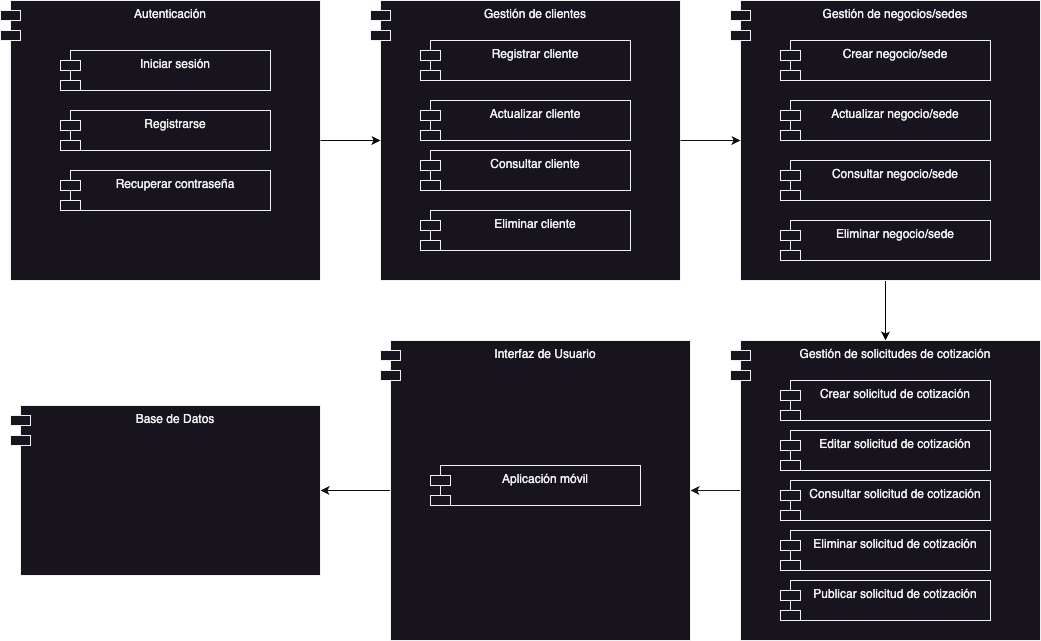 Autenticación
Iniciar sesión
Registrarse
Recuperar contraseña
Gestión de clientes
Registrar cliente
Actualizar cliente
Consultar cliente
Eliminar cliente
Gestión de negocios/sedes
Crear negocio/sede
Actualizar negocio/sede
Consultar negocio/sede
Eliminar negocio/sede
Gestión de solicitudes de cotización
Crear solicitud de cotización
Editar solicitud de cotización
Consultar solicitud de cotización
Eliminar solicitud de cotización
Publicar solicitud de cotización
Interfaz de Usuario
Aplicación móvil
Base de Datos